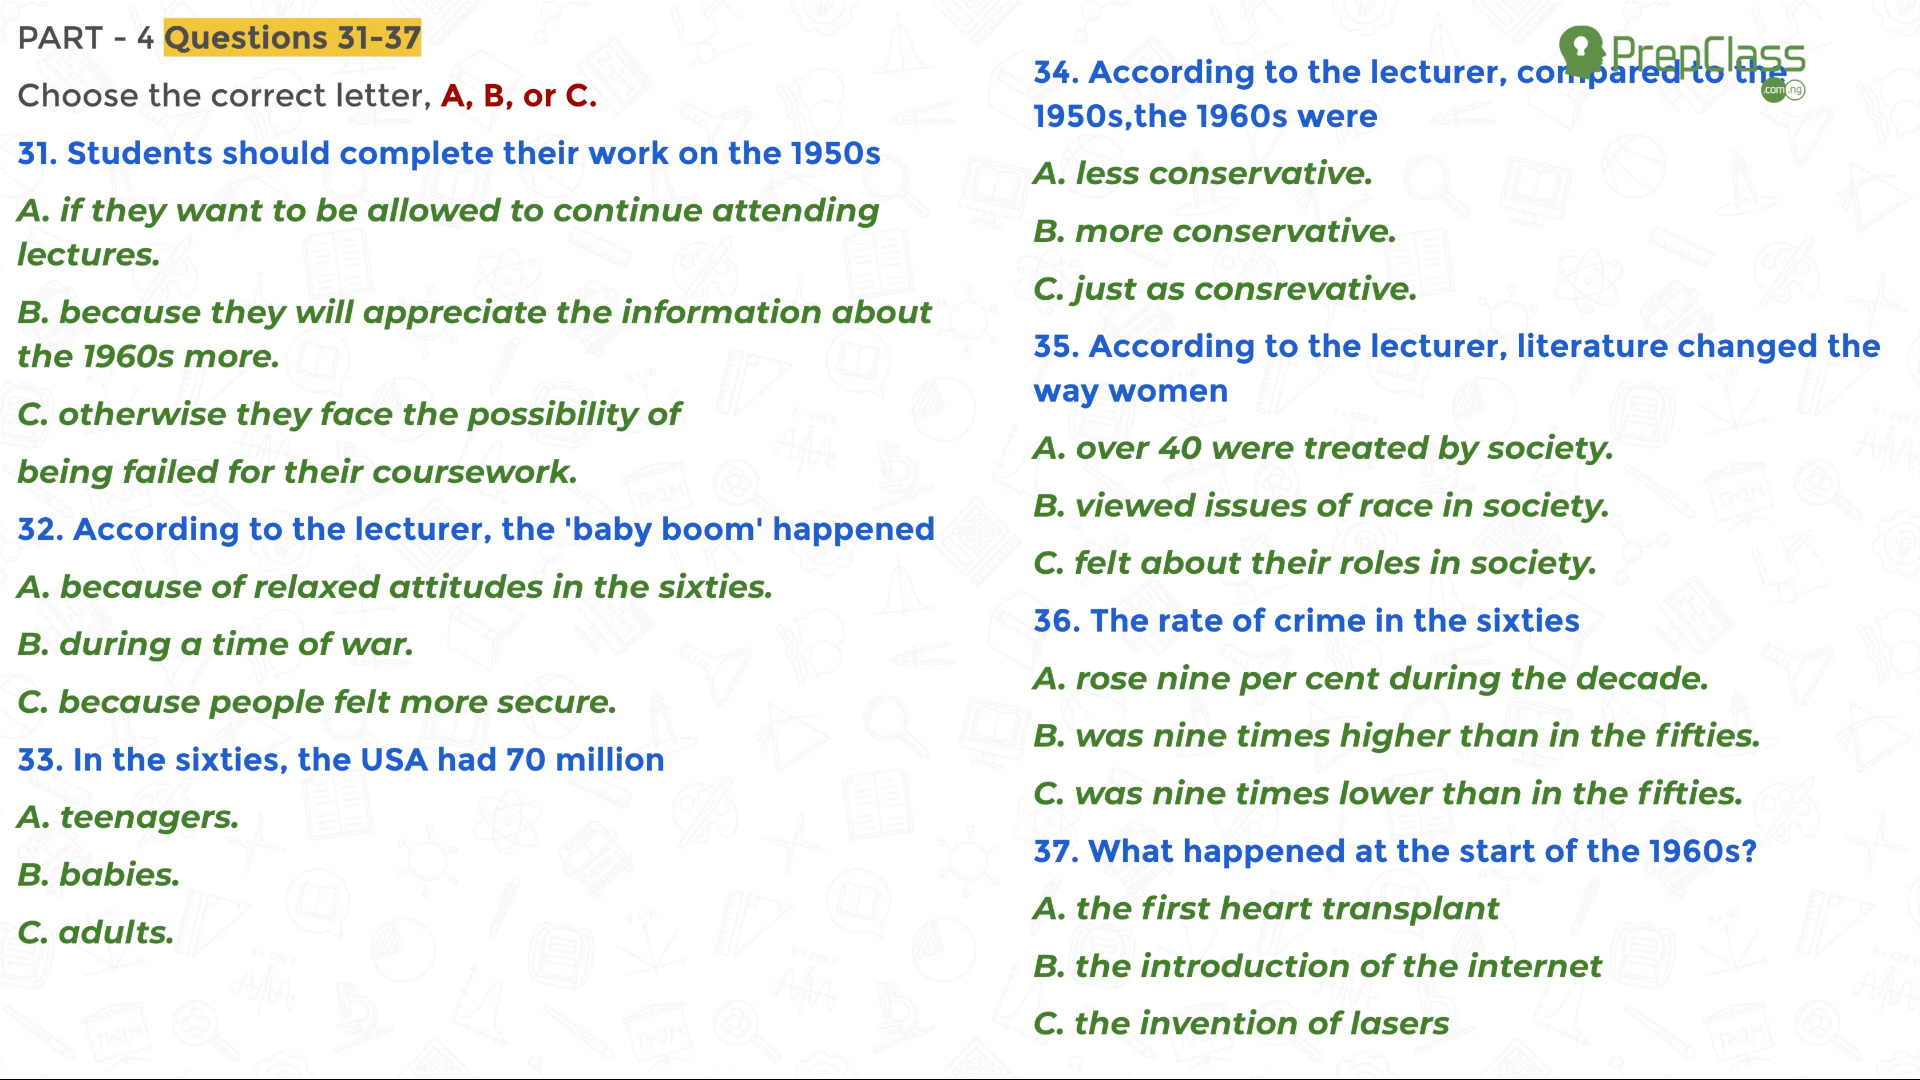 PART - 4 Questions 31-37
Choose the correct letter, A, B, or C.
31. Students should complete their work on the 1950s
A. if they want to be allowed to continue attending
lectures.
B. because they will appreciate the information about
the 1960s more.
C. otherwise they face the possibility of
being failed for their coursework.
32. According to the lecturer, the 'baby boom' happened
A. because of relaxed attitudes in the sixties.
B. during a time of war.
C. because people felt more secure.
33. In the sixties, the USA had 70 million
A. teenagers.
B. babies.
C. adults.
PrepClass
.com .ng
34. According to the lecturer, compared to the
1950s,the 1960s were
A. less conservative.
B. more conservative.
C. just as consrevative.
35. According to the lecturer, literature changed the
way women
A. over 40 were treated by society.
B. viewed issues of race in society.
C. felt about their roles in society.
36. The rate of crime in the sixties
A. rose nine per cent during the decade.
B. was nine times higher than in the fifties.
C. was nine times lower than in the fifties.
37. What happened at the start of the 1960s?
A. the first heart transplant
B. the introduction of the internet
C. the invention of lasers